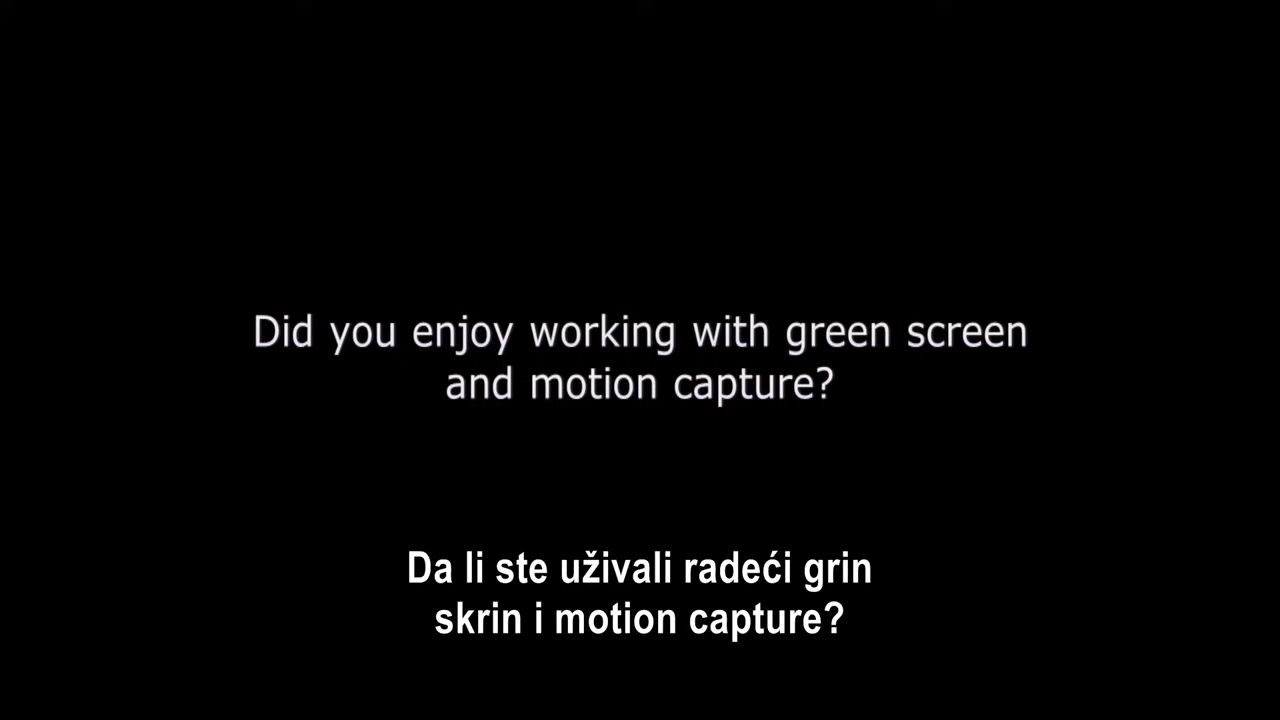 Did you enjoy working with green screen
and motion capture?
Da li ste uživali radeći grin
skrin i motion capture?